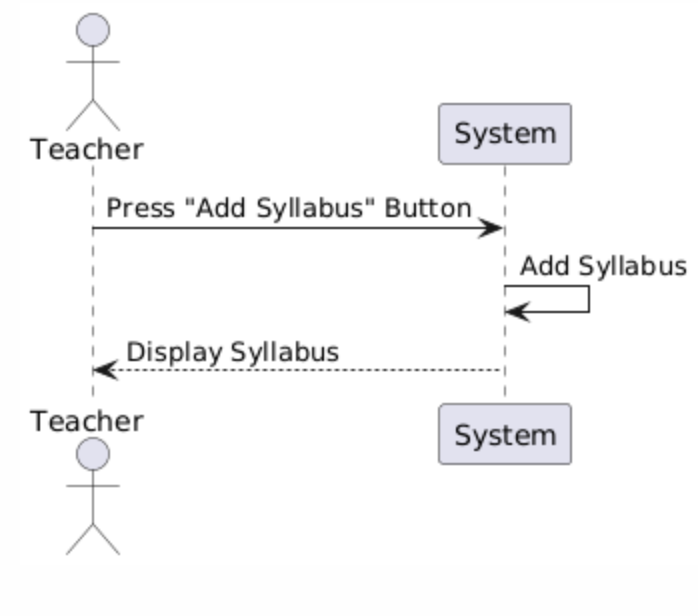 Teacher
System
Press "Add Syllabus" Button
Add Syllabus
Display Syllabus
Teacher
System